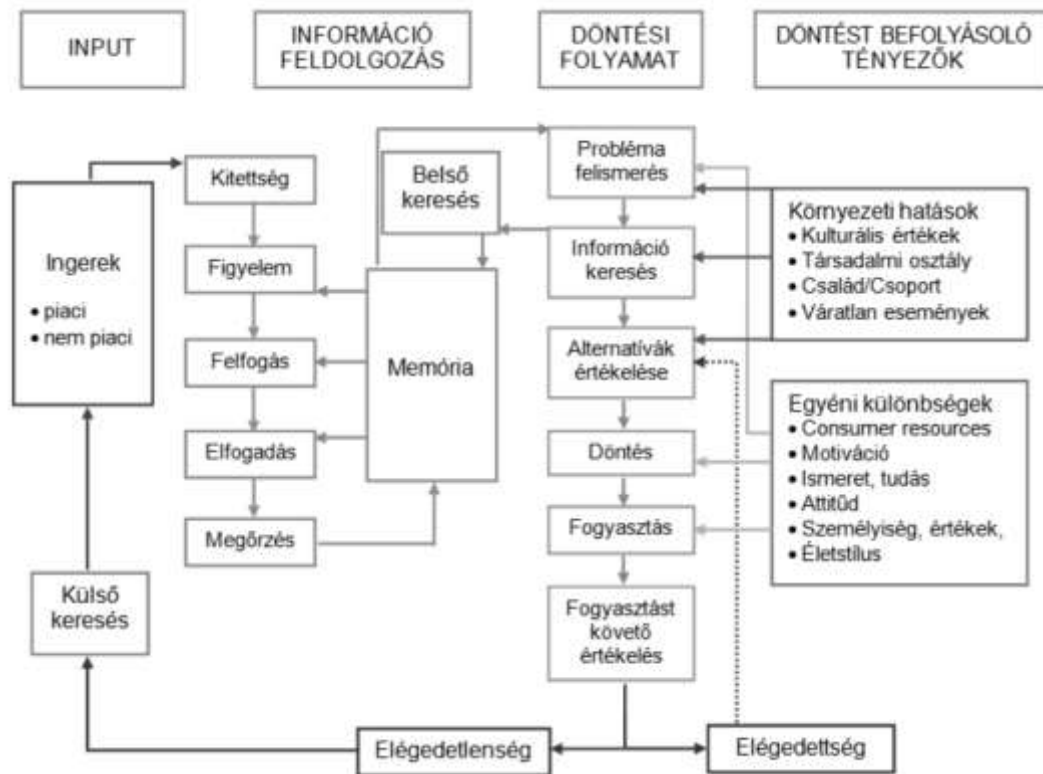 INPUT
INFORMÁCIÓ
FELDOLGOZÁS
DÖNTÉSI
FOLYAMAT
DÖNTÉST BEFOLYÁSOLÓ
TÉNYEZŐK
Ingerek
• piaci
• nem piaci
Külső
keresés
Kitettség
Figyelem
Felfogás
Elfogadás
Megőrzés
Belső
keresés
Memória
Probléma
felismerés
Információ
keresés
Alternatívák
értékelése
Döntés
Fogyasztás
Fogyasztást
követő
értékelés
Környezeti hatások
• Kulturális értékek
• Társadalmi osztály
• Család/Csoport
• Váratlan események
Egyéni különbségek
• Consumer resources
• Motiváció
• Ismeret, tudás
• Attitűd
• Személyiség, értékek,
• Életstílus
Elégedetlenség
Elégedettség